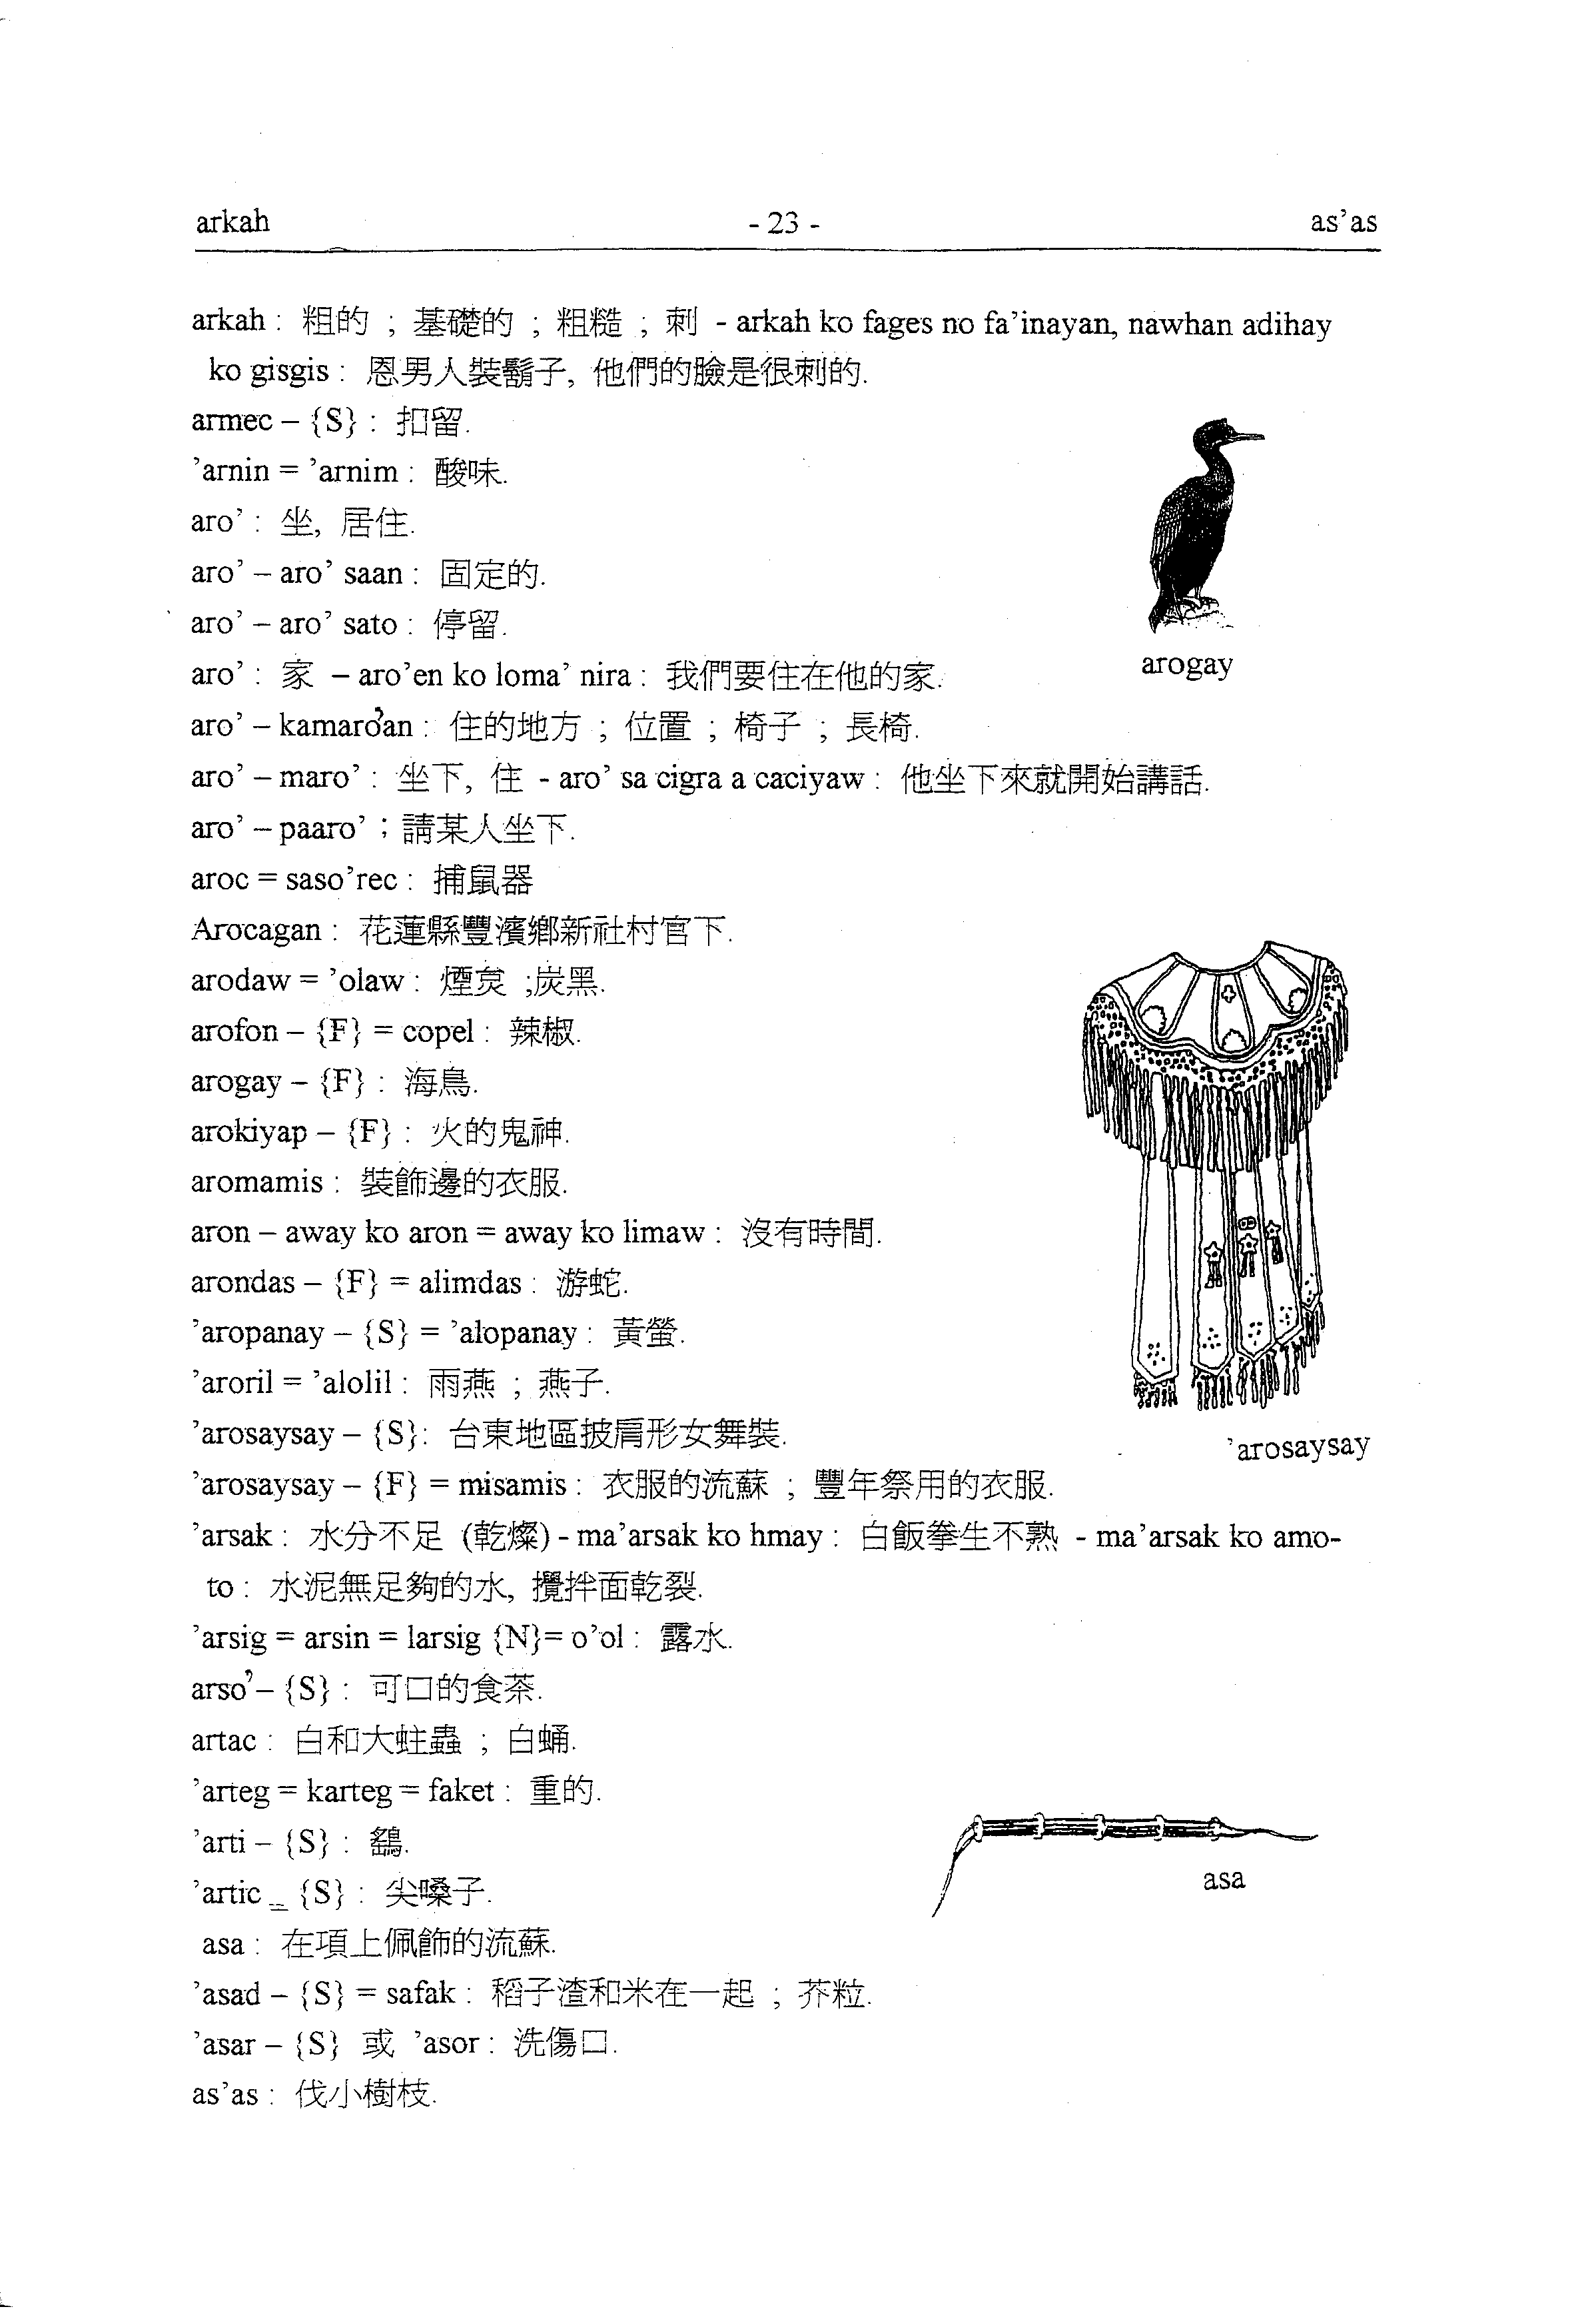 arkah - 23 - as’as
arkah : 粗的 ; 基礎的 ; 粗糙 ; 刺 - arkah ko fages no fa’inayan, nawhan adihay
ko gisgis : 恩男人裝鬍子, 他們的臉是很刺的.
armec – {S} : 扣留.
’arnin = ’arnim : 酸味.
aro’ : 坐, 居住.
aro’ – aro’ saan : 固定的.
aro’ – aro’ sato : 停留.
aro’ : 家 – aro’en ko loma’ nira : 我們要住在他的家.
arogay
aro’ – kamaro’an : 住的地方 ; 位置 ; 椅子 ; 長椅.
aro’ – maro’ : 坐下, 住 - aro’ sa cigra a caciyaw : 他坐下來就開始講話.
aro’ – paaro’ ; 請某人坐下.
aroc = saso’rec : 捕鼠器
Arocagan : 花蓮縣豐濱鄉新社村官下.
arodaw = ’olaw : 煙炱 ;炭黑.
arofon – {F} = copel : 辣椒.
arogay – {F} : 海鳥.
arokiyap – {F} : 火的鬼神.
aromamis : 裝飾邊的衣服.
aron – away ko aron = away ko limaw : 沒有時間.
arondas – {F} = alimdas : 游蛇.
’aropanay – {S} = ’alopanay : 黃螢.
’aroril = ’alolil : 雨燕 ; 燕子.
’arosaysay – {S}: 台東地區披肩形女舞裝.
’arosaysay
’arosaysay – {F} = misamis : 衣服的流蘇 ; 豐年祭用的衣服.
’arsak : 水分不足 (乾燦) - ma’arsak ko hmay : 白飯拳生不熟 - ma’arsak ko amo-
to : 水泥無足夠的水, 攪拌面乾裂.
’arsig = arsin = larsig {N}= o’ol : 露水.
arso’– {S} : 可口的食茶.
artac : 白和大蛀蟲 ; 白蛹.
’arteg = karteg = faket : 重的.
’arti – {S} : 鷂.
’artic _ {S} : 尖嗓子.
asa
asa : 在項上佩飾的流蘇.
’asad – {S} = safak : 稻子渣和米在一起 ; 芥粒.
’asar – {S} 或 ’asor : 洗傷口.
as’as : 伐小樹枝.